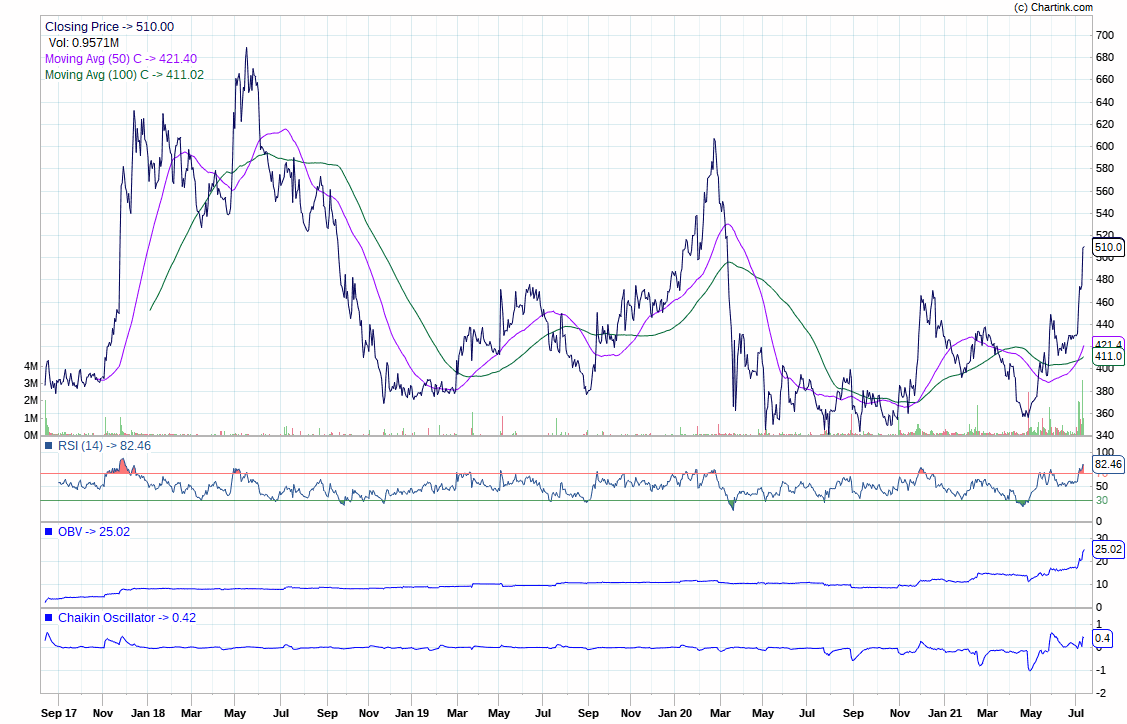 (c) Chartink.com
Closing Price -> 510.00
Vol: 0.9571M
Moving Avg (50) C -> 421.40
Moving Avg (100) C -> 411.02
700
680
660
640
620
600
580
560
540
520
510.0
500
480
460
440
421.4
411.0
400
380
360
340
4M
3M
2M
1M
0M
RSI (14) -> 82.46
100
82.46
50
30
0
OBV -> 25.02
30
25.02
20
10
0
Chaikin Oscillator -> 0.42
1
0.4
0
-1
-2
Sep 17 Nov Jan 18 Mar May Jul Sep Nov Jan 19 Mar May Jul Sep Nov Jan 20 Mar May Jul Sep Nov Jan 21 Mar May Jul